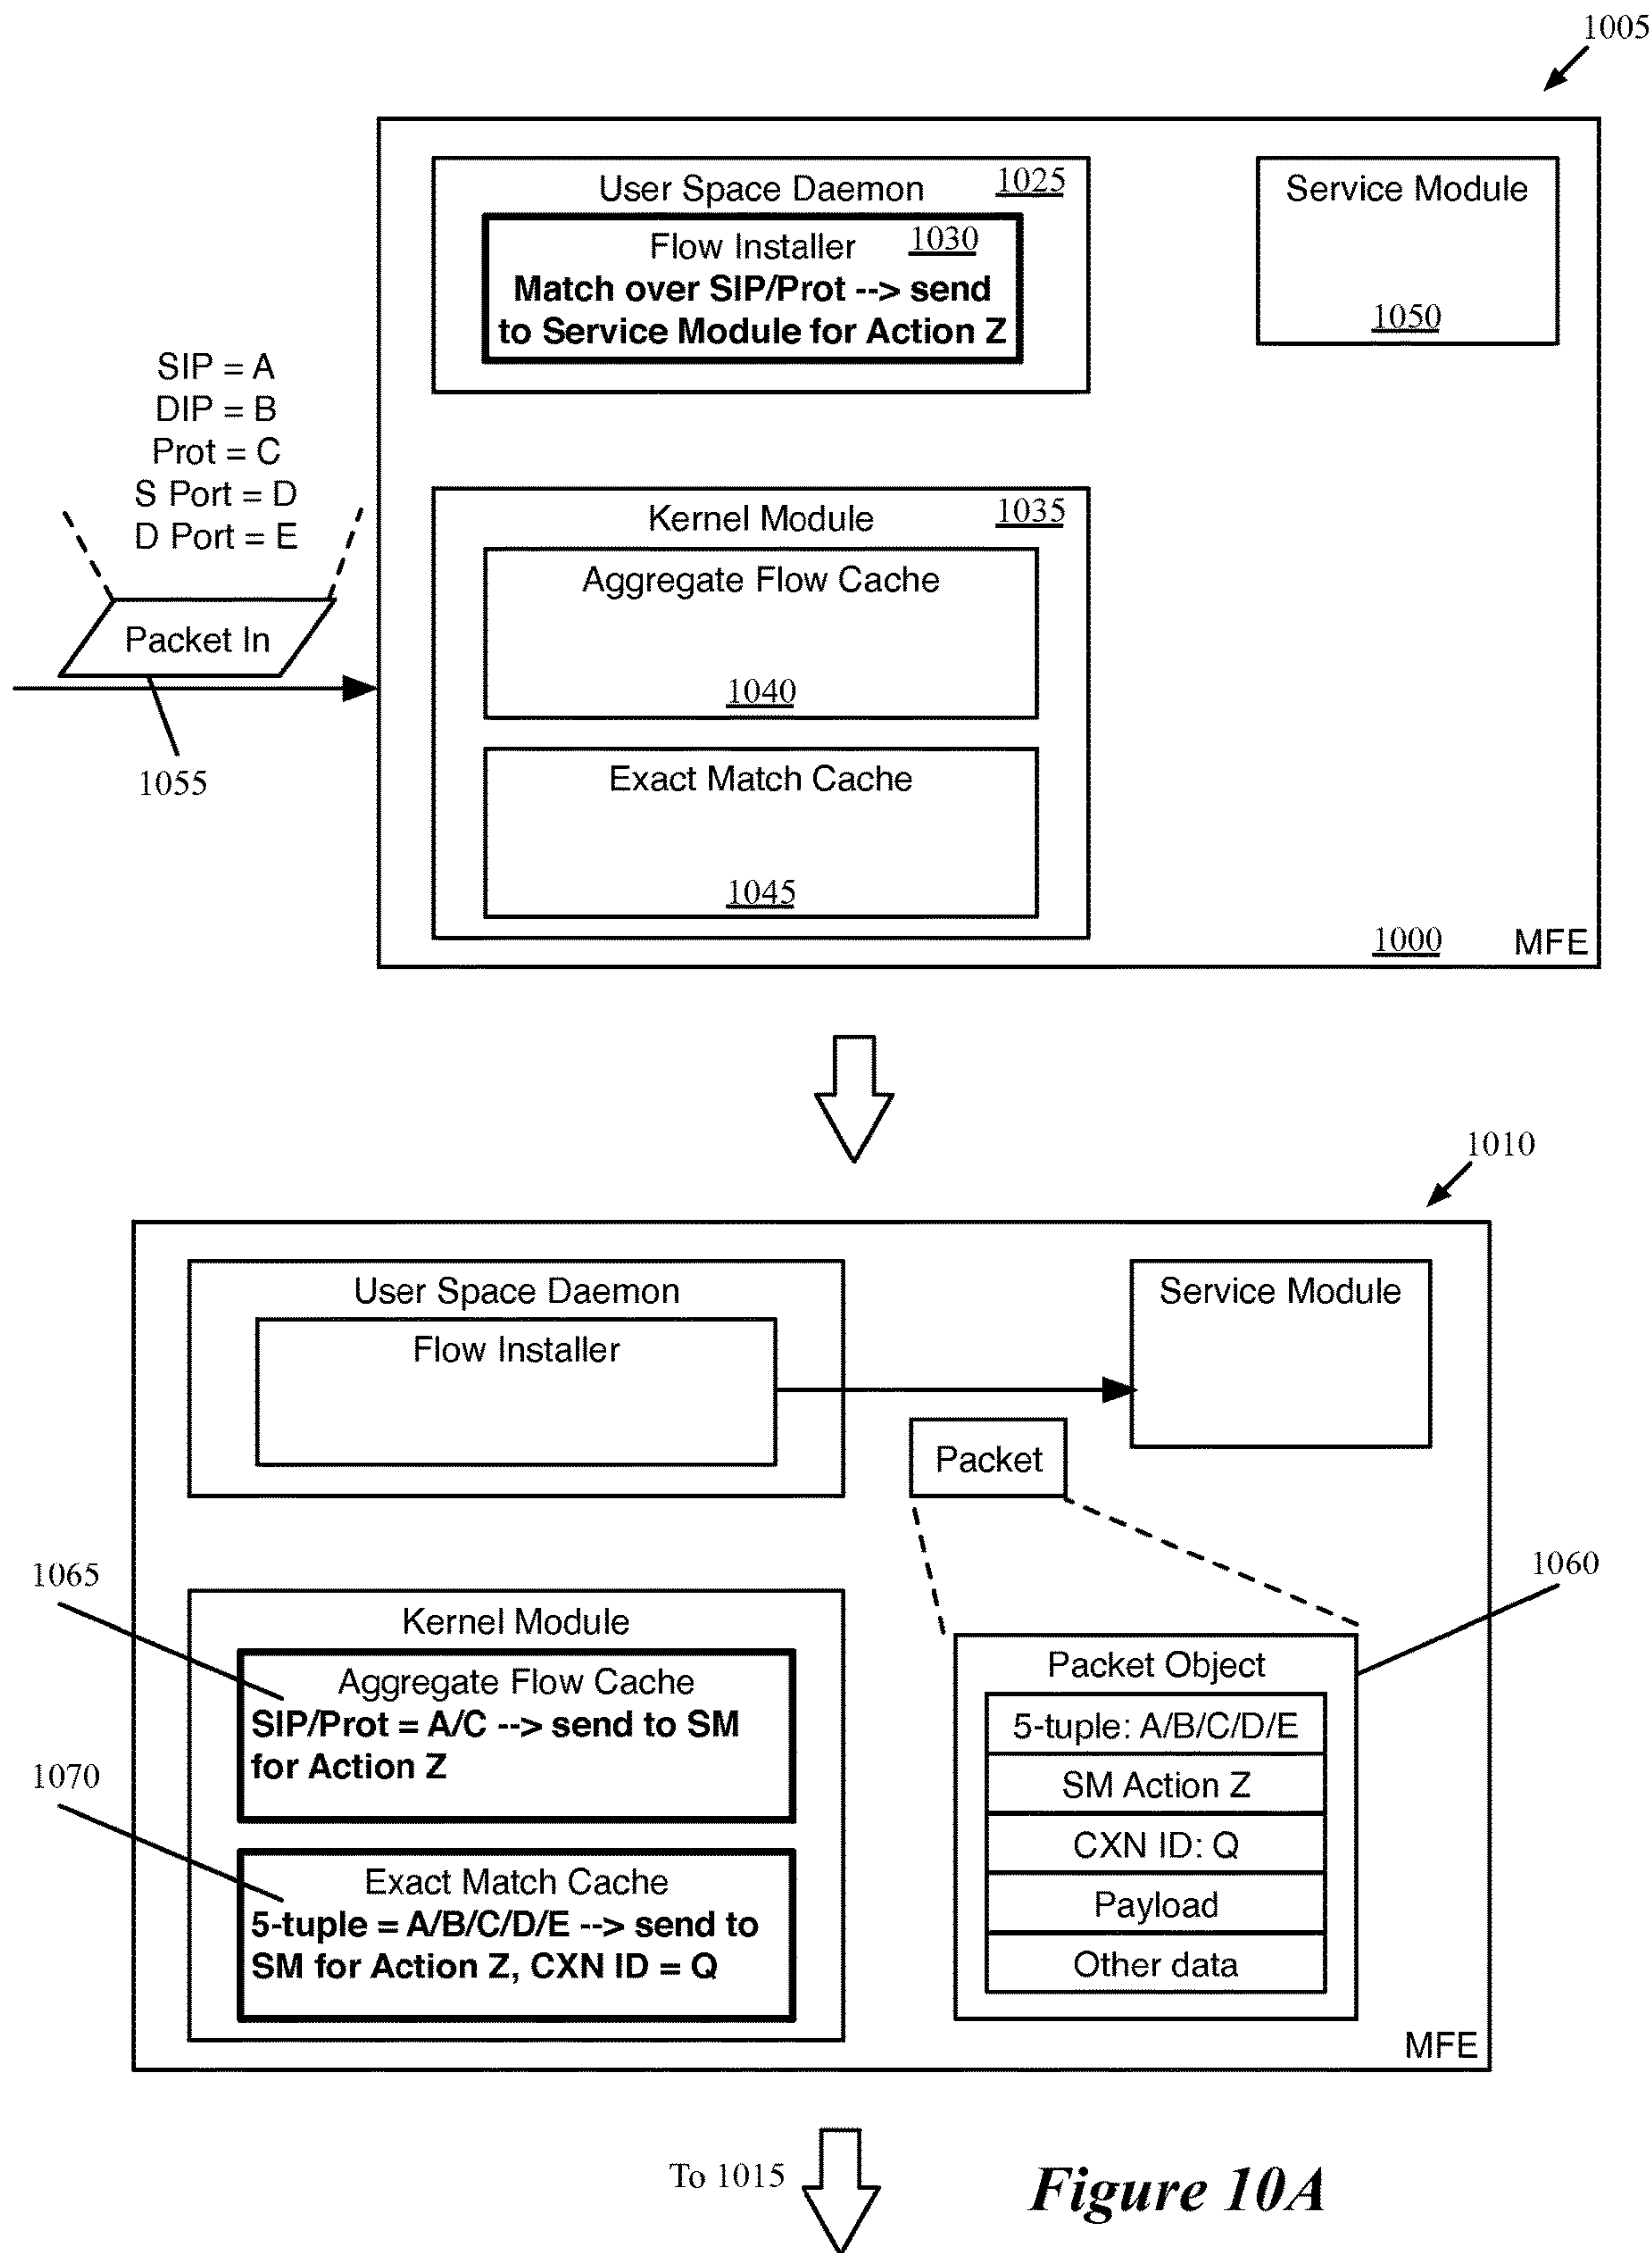 1005
User Space Daemon 1025
Flow Installer 1030
Match over SIP/Prot --> send
to Service Module for Action Z
Service Module
1050
SIP = A
DIP = B
Prot = C
S Port = D
D Port = E
Packet In
1055
Kernel Module 1035
Aggregate Flow Cache
1040
Exact Match Cache
1045
1000 MFE
1010
User Space Daemon
Flow Installer
Service Module
Packet
1065
1060
Kernel Module
Aggregate Flow Cache
SIP/Prot = A/C --> send to SM
for Action Z
1070
Exact Match Cache
5-tuple = A/B/C/D/E --> send to
SM for Action Z, CXN ID = Q
Packet Object
5-tuple: A/B/C/D/E
SM Action Z
CXN ID: Q
Payload
Other data
MFE
To 1015
Figure 10A